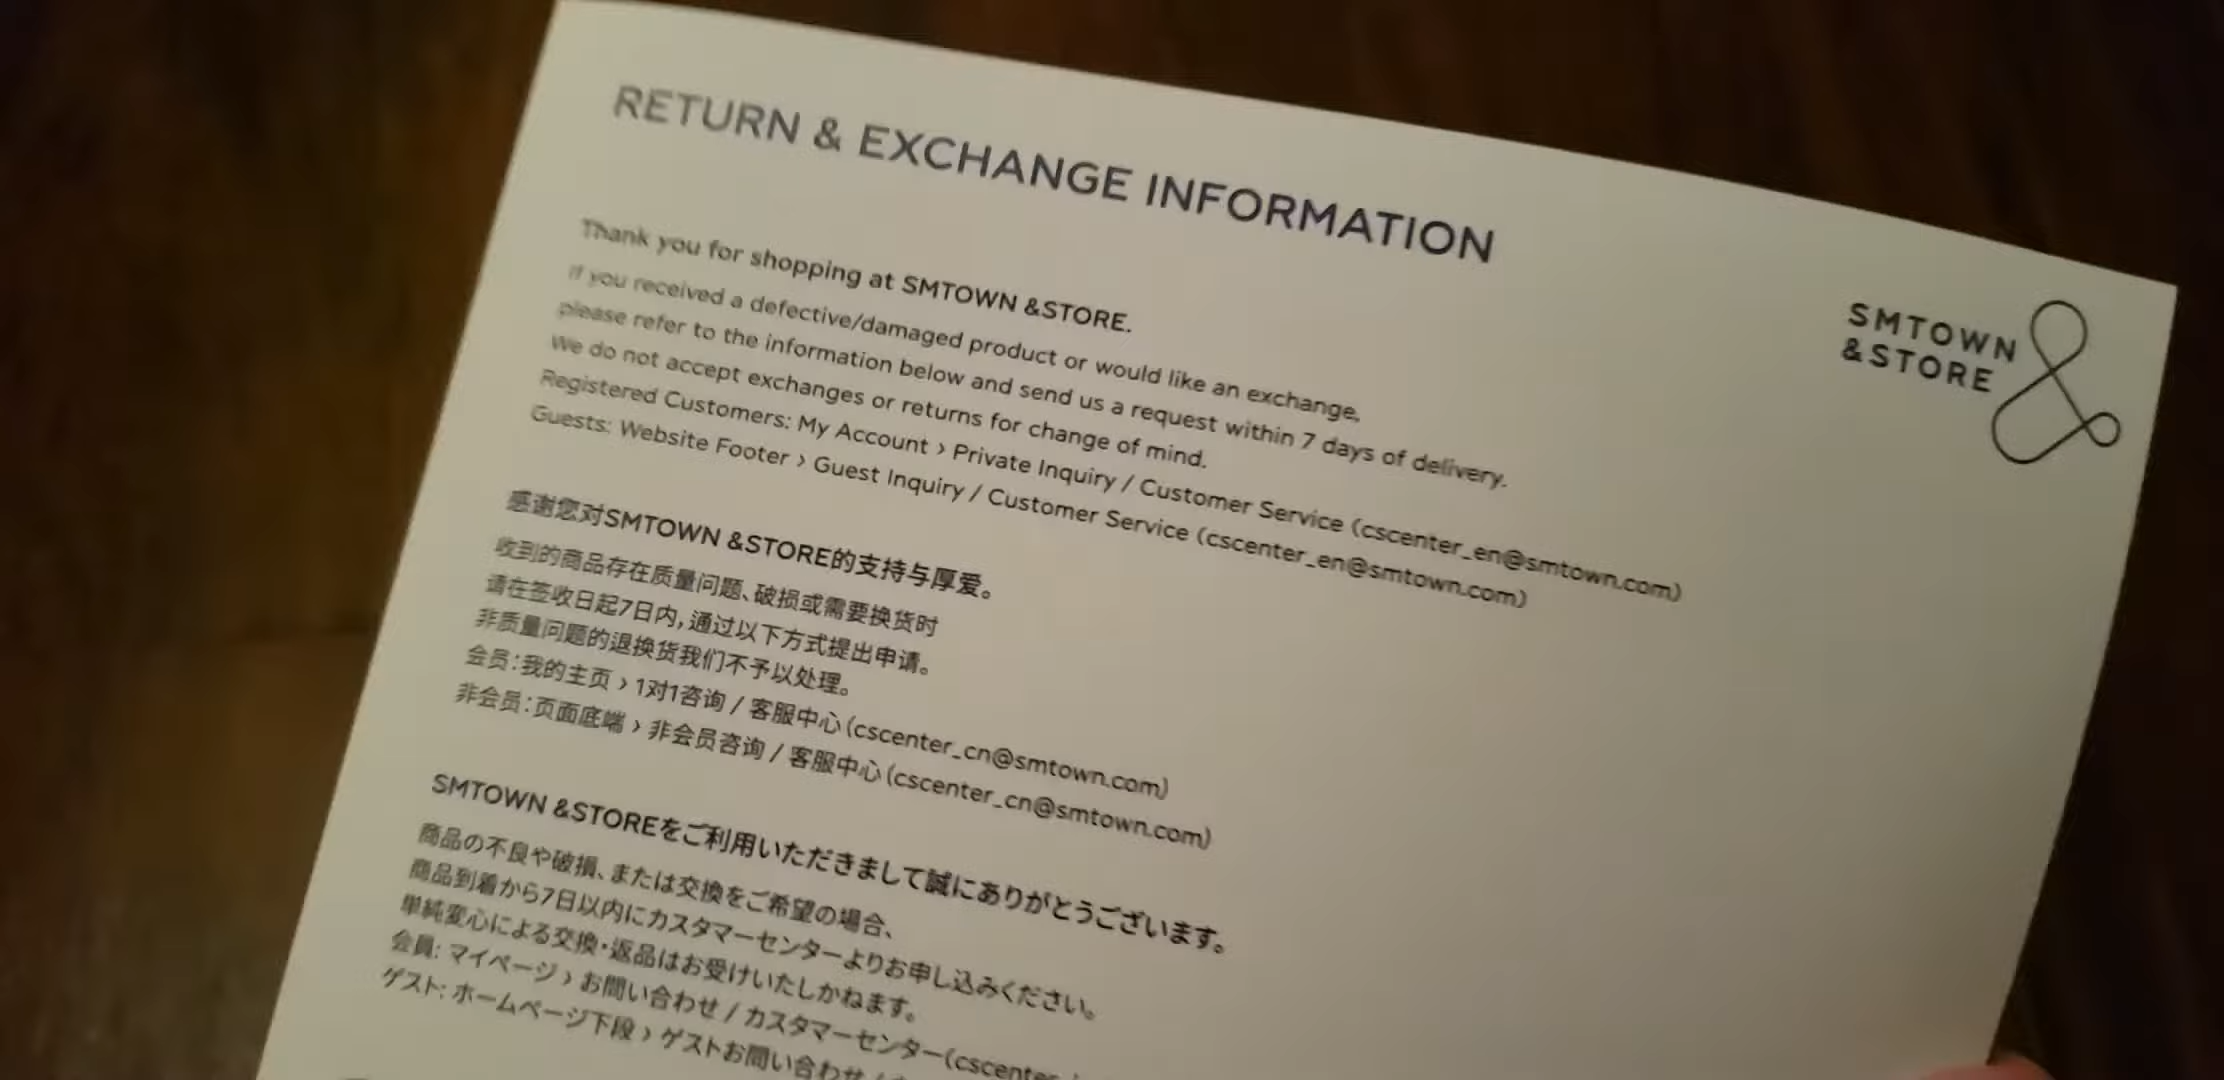 RETURN & EXCHANGE INFORMATION
SMTOWN
&STORE
Thank you for shopping at SMTOWN &STORE.
If you received a defective/damaged product or would like an exchange,
please refer to the information below and send us a request within 7 days of delivery.
We do not accept exchanges or returns for change of mind.
Registered Customers: My Account › Private Inquiry / Customer Service (cscenter_en@smtown.com)
Guests: Website Footer › Guest Inquiry / Customer Service (cscenter_en@smtown.com)
感谢您对SMTOWN &STORE的支持与厚爱。
收到的商品存在质量问题、破损或需要换货时
请在签收日起7日内,通过以下方式提出申请。
非质量问题的退换货我们不予以处理。
会员:我的主页 › 1对1咨询 / 客服中心 (cscenter_cn@smtown.com)
非会员:页面底端 › 非会员咨询 / 客服中心 (cscenter_cn@smtown.com)
SMTOWN &STOREをご利用いただきまして誠にありがとうございます。
商品の不良や破損、または交換をご希望の場合、
商品到着から7日以内にカスタマーセンターよりお申し込みください。
単純変心による交換・返品はお受けいたしかねます。
会員: マイページ › お問い合わせ / カスタマーセンター(cscenter
ゲスト: ホームページ下段 › ゲストお問い合わせ /